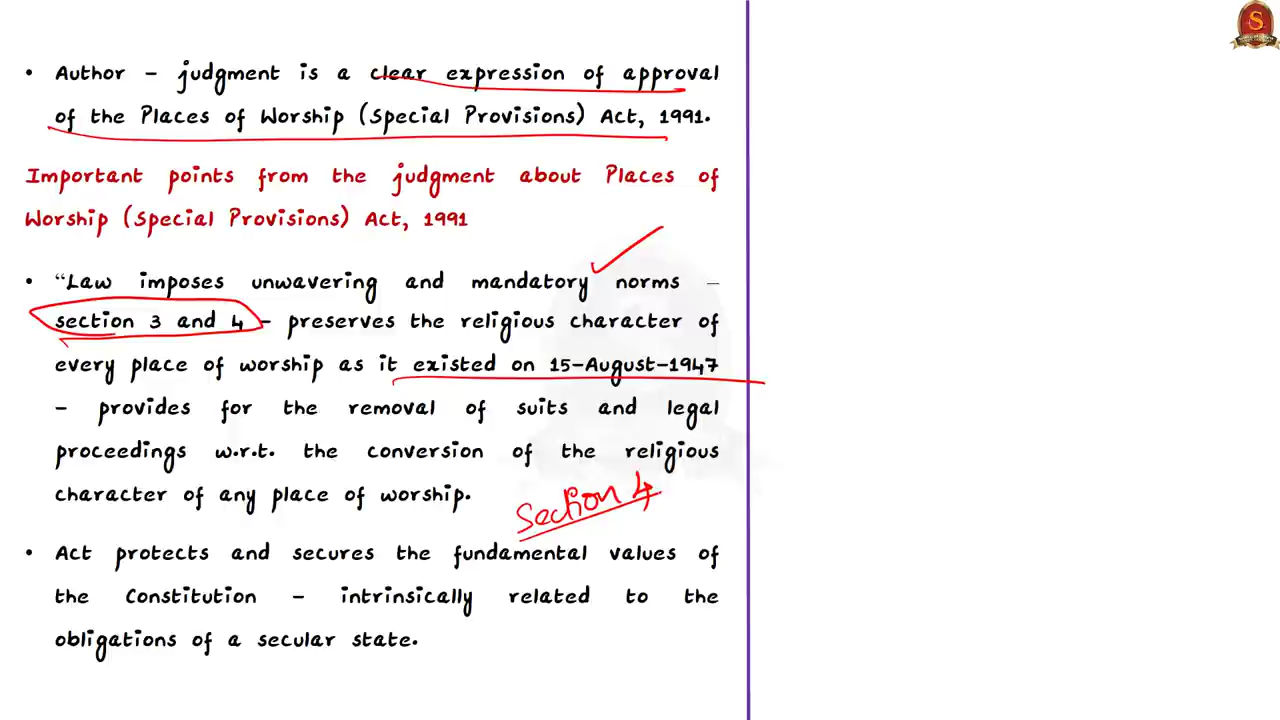 • Author – judgment is a clear expression of approval
of the Places of Worship (Special Provisions) Act, 1991.
Important points from the judgment about Places of
Worship (Special Provisions) Act, 1991
• “Law imposes unwavering and mandatory norms –
section 3 and 4 – preserves the religious character of
every place of worship as it existed on 15-August-1947
– provides for the removal of suits and legal
proceedings w.r.t. the conversion of the religious
character of any place of worship.
Section 4
• Act protects and secures the fundamental values of
the Constitution – intrinsically related to the
obligations of a secular state.